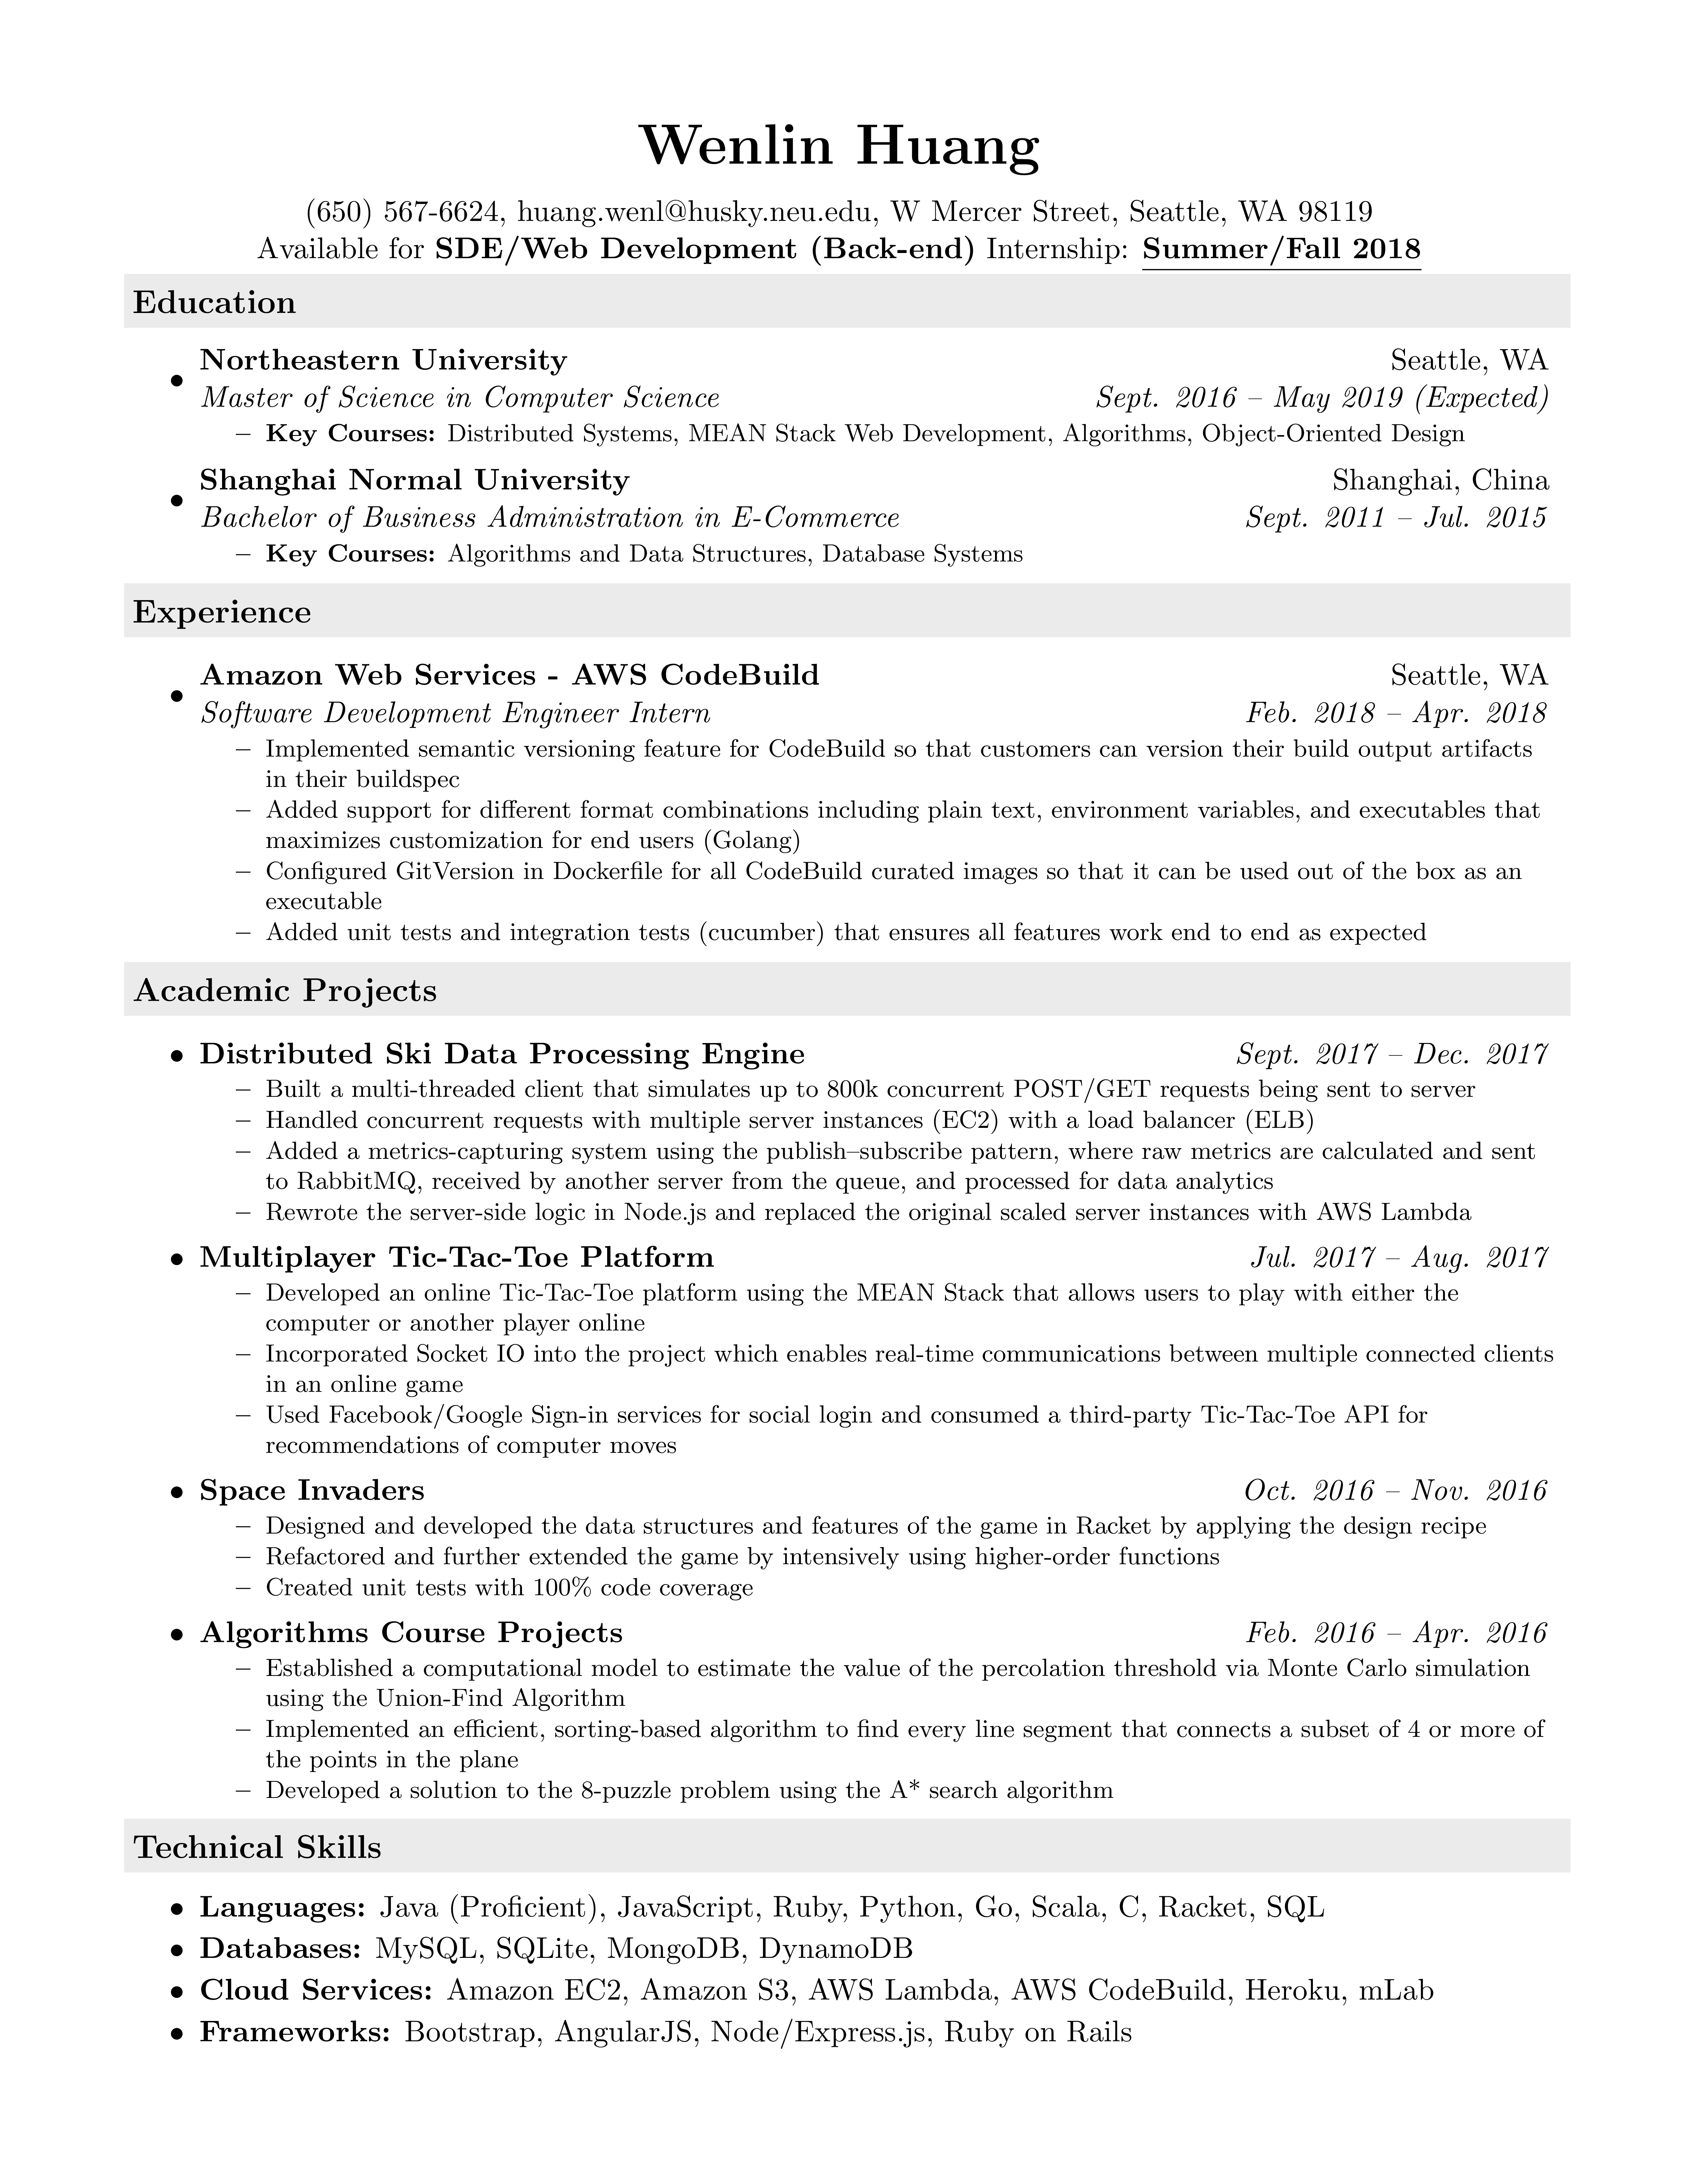 Wenlin Huang
(650) 567-6624, huang.wenl@husky.neu.edu, W Mercer Street, Seattle, WA 98119
Available for SDE/Web Development (Back-end) Internship: Summer/Fall 2018
Education
• Northeastern University Seattle, WA
Master of Science in Computer Science Sept. 2016 – May 2019 (Expected)
– Key Courses: Distributed Systems, MEAN Stack Web Development, Algorithms, Object-Oriented Design
• Shanghai Normal University Shanghai, China
Bachelor of Business Administration in E-Commerce Sept. 2011 – Jul. 2015
– Key Courses: Algorithms and Data Structures, Database Systems
Experience
• Amazon Web Services - AWS CodeBuild Seattle, WA
Software Development Engineer Intern Feb. 2018 – Apr. 2018
– Implemented semantic versioning feature for CodeBuild so that customers can version their build output artifacts
in their buildspec
– Added support for different format combinations including plain text, environment variables, and executables that
maximizes customization for end users (Golang)
– Configured GitVersion in Dockerfile for all CodeBuild curated images so that it can be used out of the box as an
executable
– Added unit tests and integration tests (cucumber) that ensures all features work end to end as expected
Academic Projects
• Distributed Ski Data Processing Engine Sept. 2017 – Dec. 2017
– Built a multi-threaded client that simulates up to 800k concurrent POST/GET requests being sent to server
– Handled concurrent requests with multiple server instances (EC2) with a load balancer (ELB)
– Added a metrics-capturing system using the publish–subscribe pattern, where raw metrics are calculated and sent
to RabbitMQ, received by another server from the queue, and processed for data analytics
– Rewrote the server-side logic in Node.js and replaced the original scaled server instances with AWS Lambda
• Multiplayer Tic-Tac-Toe Platform Jul. 2017 – Aug. 2017
– Developed an online Tic-Tac-Toe platform using the MEAN Stack that allows users to play with either the
computer or another player online
– Incorporated Socket IO into the project which enables real-time communications between multiple connected clients
in an online game
– Used Facebook/Google Sign-in services for social login and consumed a third-party Tic-Tac-Toe API for
recommendations of computer moves
• Space Invaders Oct. 2016 – Nov. 2016
– Designed and developed the data structures and features of the game in Racket by applying the design recipe
– Refactored and further extended the game by intensively using higher-order functions
– Created unit tests with 100% code coverage
• Algorithms Course Projects Feb. 2016 – Apr. 2016
– Established a computational model to estimate the value of the percolation threshold via Monte Carlo simulation
using the Union-Find Algorithm
– Implemented an efficient, sorting-based algorithm to find every line segment that connects a subset of 4 or more of
the points in the plane
– Developed a solution to the 8-puzzle problem using the A* search algorithm
Technical Skills
• Languages: Java (Proficient), JavaScript, Ruby, Python, Go, Scala, C, Racket, SQL
• Databases: MySQL, SQLite, MongoDB, DynamoDB
• Cloud Services: Amazon EC2, Amazon S3, AWS Lambda, AWS CodeBuild, Heroku, mLab
• Frameworks: Bootstrap, AngularJS, Node/Express.js, Ruby on Rails